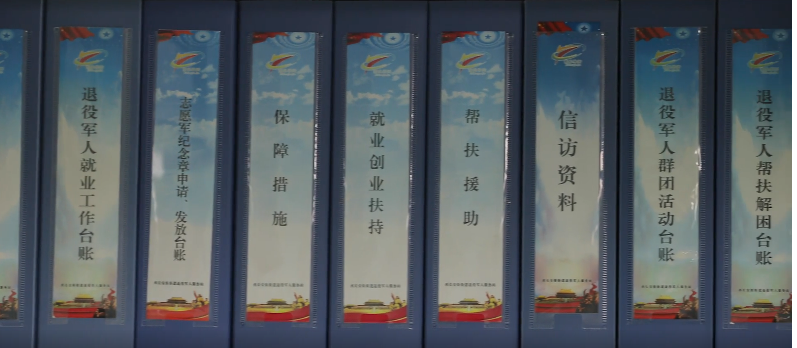 退役军人就业工作台账
志愿军纪念章申请、发放台账
保障措施
就业创业扶持
帮扶援助
信访资料
退役军人群团活动台账
退役军人帮扶解困台账